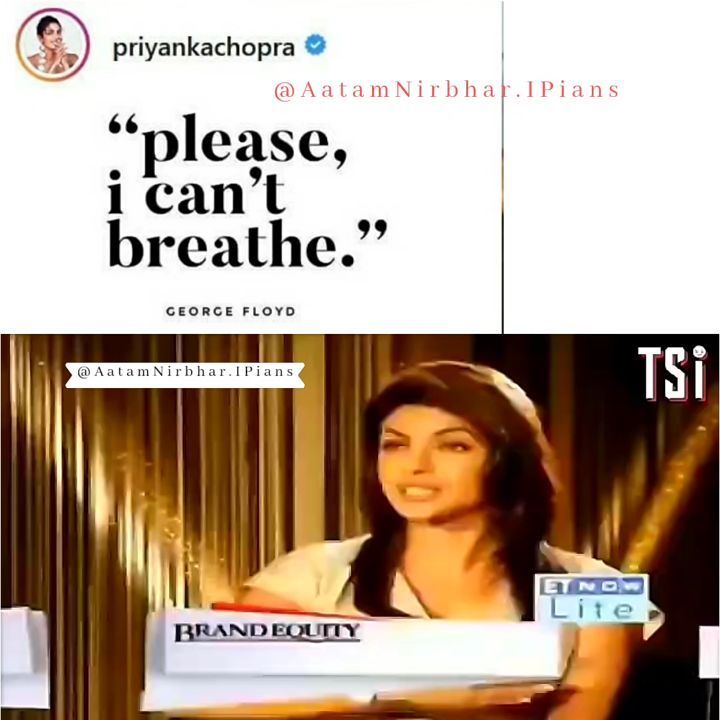 priyankachopra
@AatamNirbhar.IPians
“please,
i can’t
breathe.”
GEORGE FLOYD
@AatamNirbhar.IPians
TSi
BRAND EQUITY
ET NOW
Lite